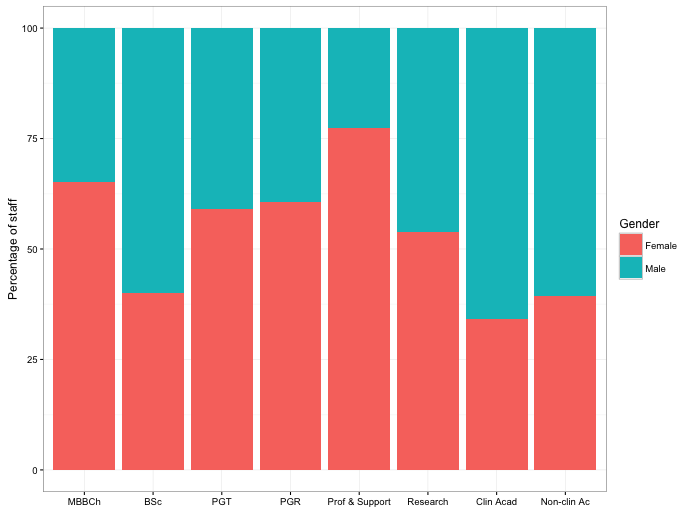 Percentage of staff
100
75
50
25
0
MBBCh BSc PGT PGR Prof & Support Research Clin Acad Non-clin Ac
Gender
Female
Male